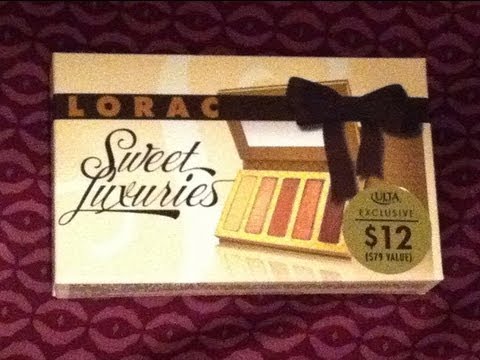 LORAC
Sweet
Luxuries
ULTA
EXCLUSIVE
$12
($79 VALUE)